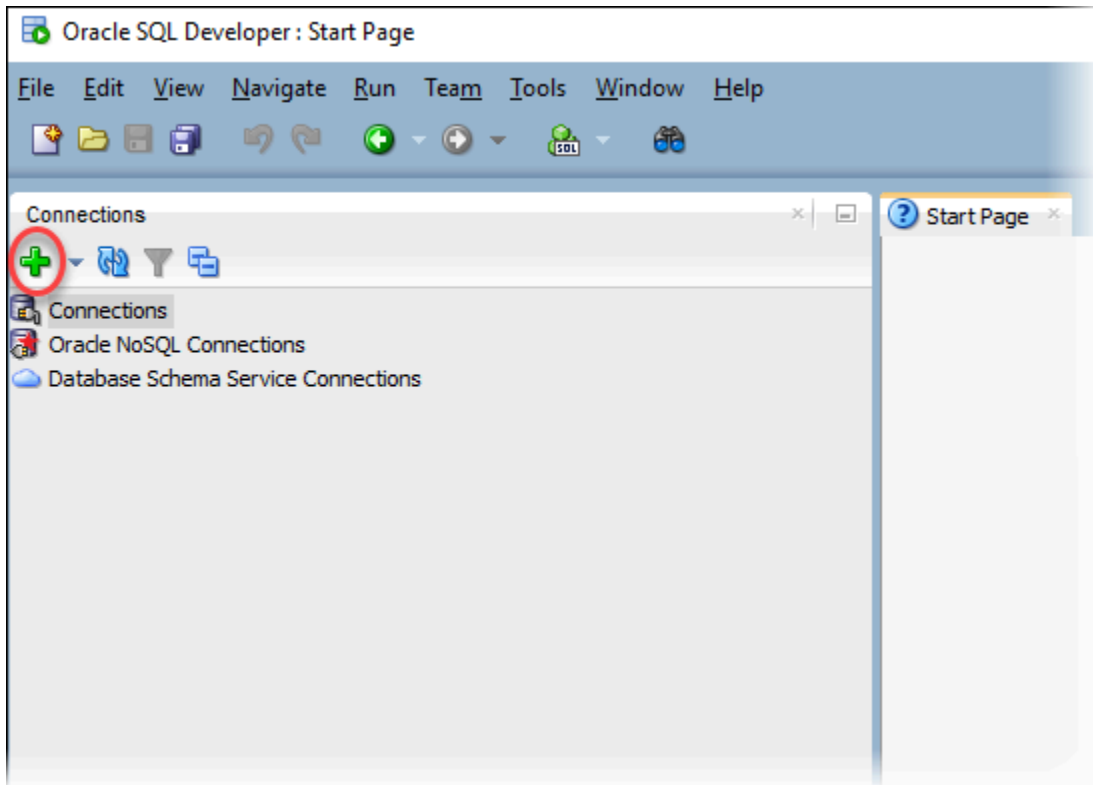 Oracle SQL Developer : Start Page
File Edit View Navigate Run Team Tools Window Help
SQL
Connections
Start Page
Connections
Oracle NoSQL Connections
Database Schema Service Connections